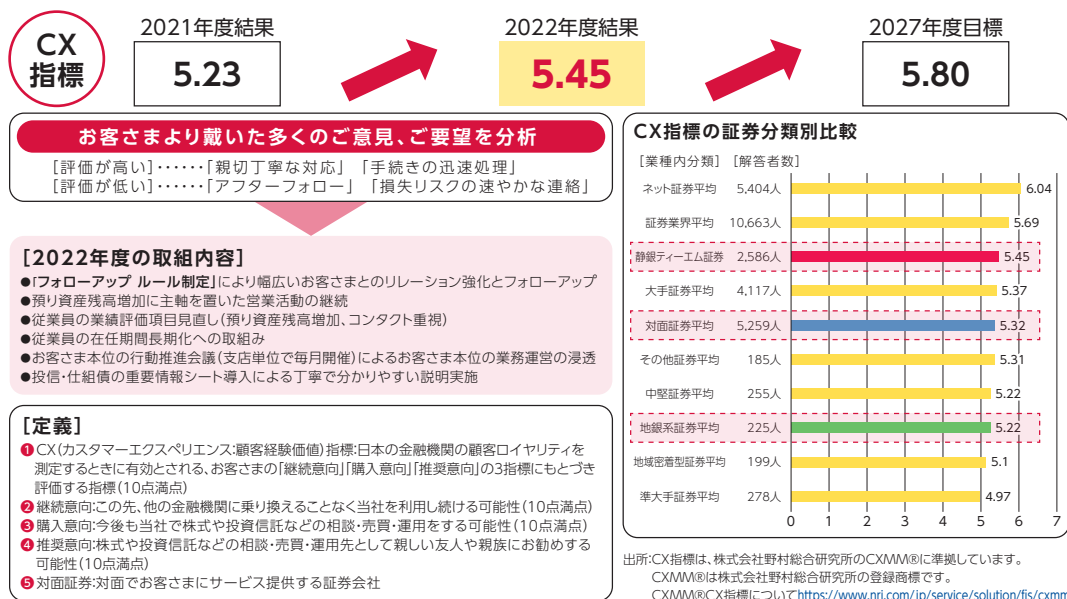 CX
指標
2021年度結果
5.23
2022年度結果
5.45
2027年度目標
5.80
お客さまより戴いた多くのご意見、ご要望を分析
[評価が高い]‥‥‥「親切丁寧な対応」 「手続きの迅速処理」
[評価が低い]‥‥‥「アフターフォロー」 「損失リスクの速やかな連絡」
[2022年度の取組内容]
●「フォローアップ ルール制定」により幅広いお客さまとのリレーション強化とフォローアップ
●預り資産残高増加に主軸を置いた営業活動の継続
●従業員の業績評価項目見直し(預り資産残高増加、コンタクト重視)
●従業員の在任期間長期化への取組み
●お客さま本位の行動推進会議(支店単位で毎月開催)によるお客さま本位の業務運営の浸透
●投信・仕組債の重要情報シート導入による丁寧で分かりやすい説明実施
[定義]
❶CX(カスタマーエクスペリエンス:顧客経験価値)指標:日本の金融機関の顧客ロイヤリティを
測定するときに有効とされる、お客さまの「継続意向」「購入意向」「推奨意向」の3指標にもとづき
評価する指標(10点満点)
❷継続意向:この先、他の金融機関に乗り換えることなく当社を利用し続ける可能性(10点満点)
❸購入意向:今後も当社で株式や投資信託などの相談・売買・運用をする可能性(10点満点)
❹推奨意向:株式や投資信託などの相談・売買・運用先として親しい友人や親族にお勧めする
可能性(10点満点)
❺対面証券:対面でお客さまにサービス提供する証券会社
CX指標の証券分類別比較
[業種内分類] [解答者数]
ネット証券平均 5,404人 6.04
証券業界平均 10,663人 5.69
静銀ティーエム証券 2,586人 5.45
大手証券平均 4,117人 5.37
対面証券平均 5,259人 5.32
その他証券平均 185人 5.31
中堅証券平均 255人 5.22
地銀系証券平均 225人 5.22
地域密着型証券平均 199人 5.1
準大手証券平均 278人 4.97
0 1 2 3 4 5 6 7
出所:CX指標は、株式会社野村総合研究所のCXMM®に準拠しています。
CXMM®は株式会社野村総合研究所の登録商標です。
CXMM®CX指標についてhttps://www.nri.com/jp/service/solution/fis/cxmm